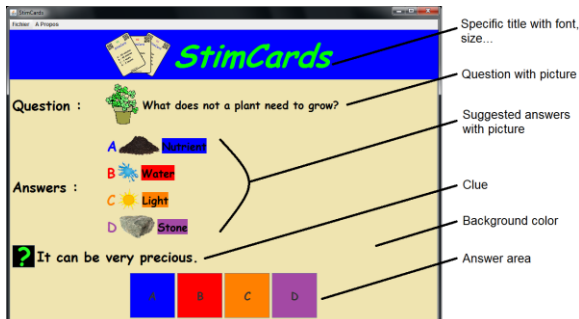 StimCards
Fichier A Propos
StimCards
Specific title with font,
size...
Question :
What does not a plant need to grow?
Question with picture
Answers :
A Nutrient
B Water
C Light
D Stone
Suggested answers
with picture
? It can be very precious.
Clue
Background color
A B C D
Answer area